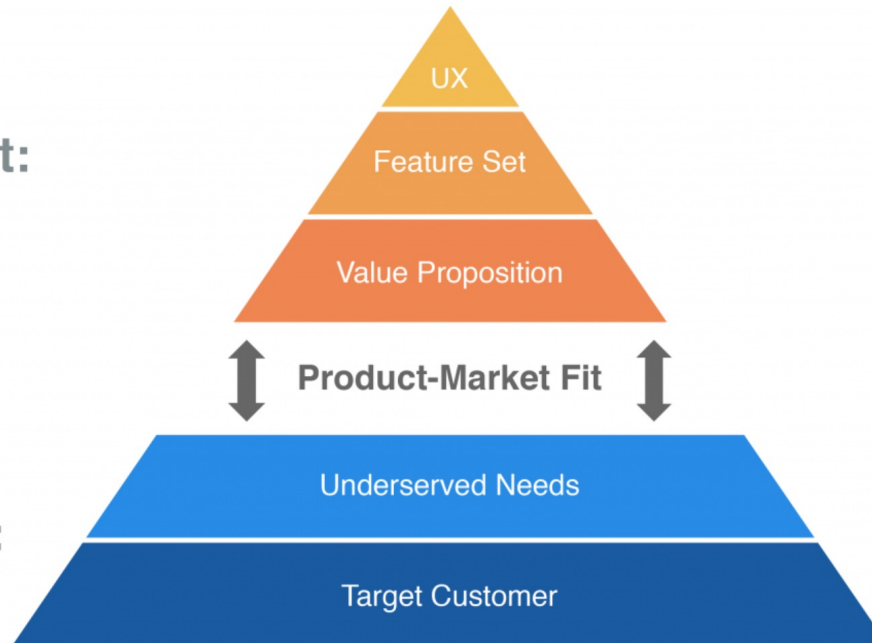 UX
t:
Feature Set
Value Proposition
Product-Market Fit
Underserved Needs
:
Target Customer